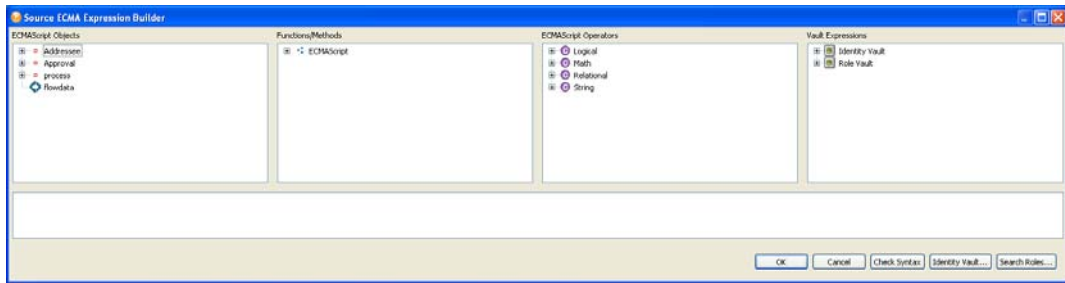 Source ECMA Expression Builder
ECMAScript Objects
Addressee
Approval
process
flowdata
Functions/Methods
ECMAScript
ECMAScript Operators
Logical
Math
Relational
String
Vault Expressions
Identity Vault
Role Vault
OK
Cancel
Check Syntax
Identity Vault...
Search Roles...